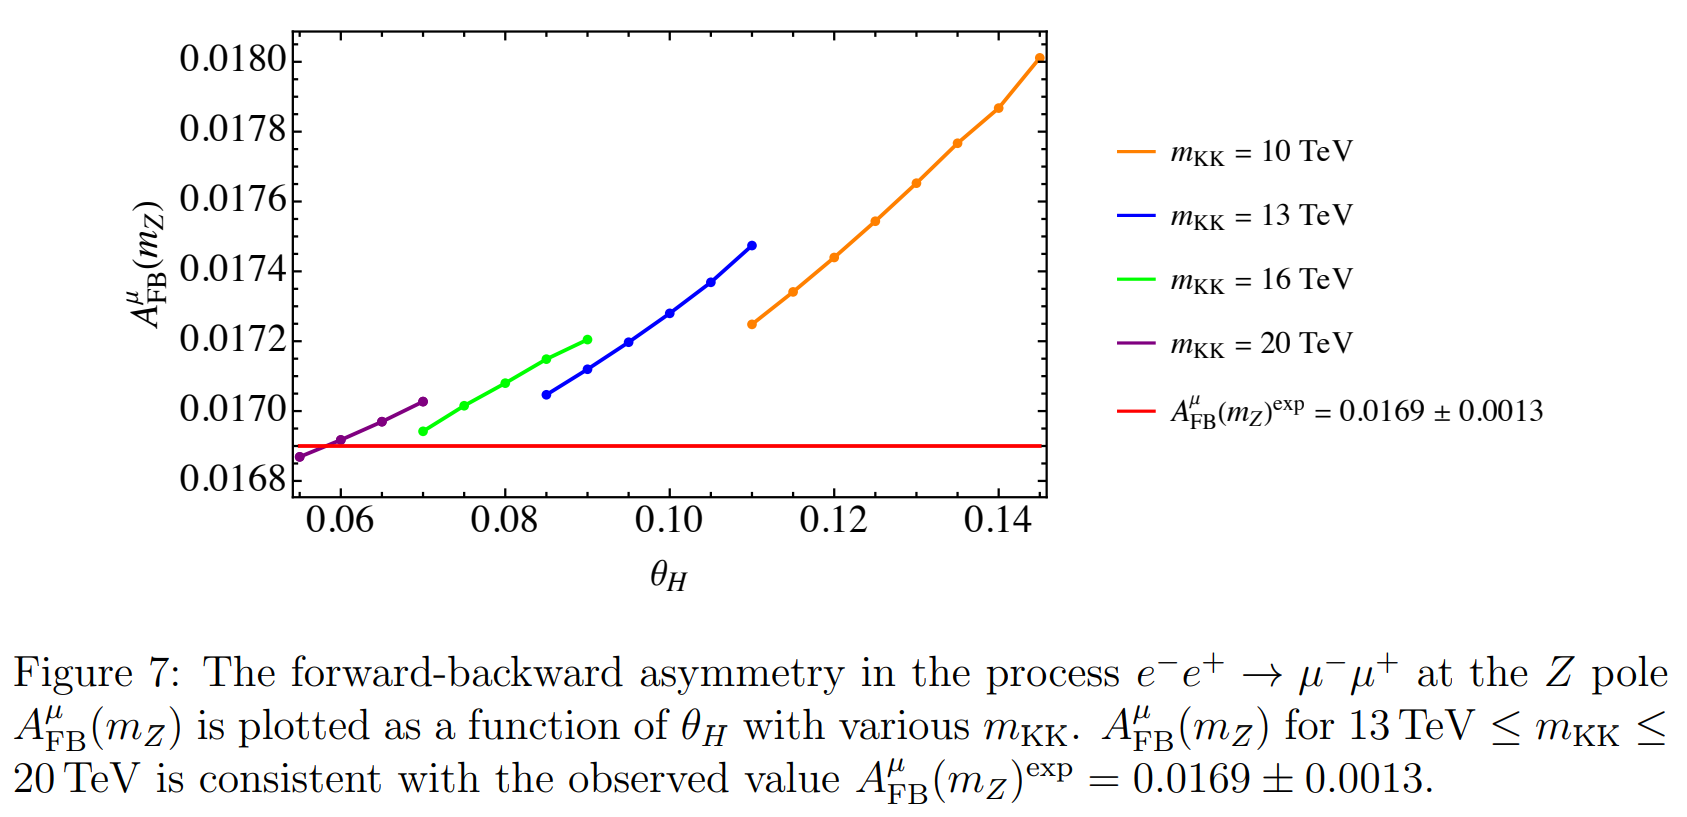 0.0180
0.0178
0.0176
0.0174
0.0172
0.0170
0.0168
A^μ_FB(m_Z)
0.06 0.08 0.10 0.12 0.14
θ_H
m_KK = 10 TeV
m_KK = 13 TeV
m_KK = 16 TeV
m_KK = 20 TeV
A^μ_FB(m_Z)^exp = 0.0169 ± 0.0013
Figure 7: The forward-backward asymmetry in the process e⁻e⁺ → μ⁻μ⁺ at the Z pole
A^μ_FB(m_Z) is plotted as a function of θ_H with various m_KK. A^μ_FB(m_Z) for 13 TeV ≤ m_KK ≤
20 TeV is consistent with the observed value A^μ_FB(m_Z)^exp = 0.0169 ± 0.0013.